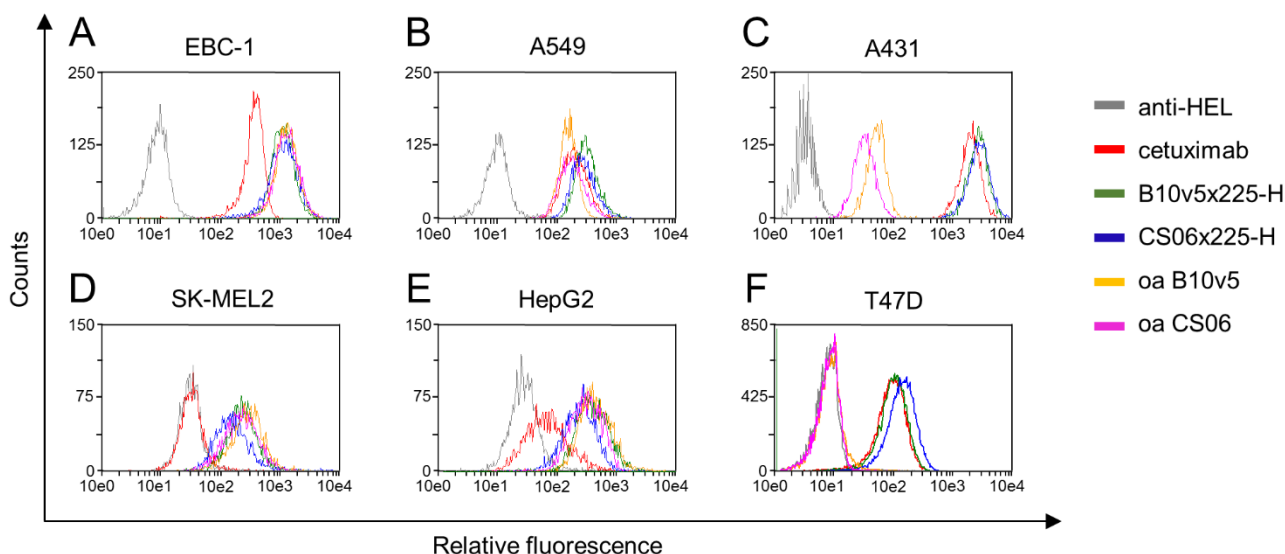 A
EBC-1
B
A549
C
A431
250
125
0
10e0 10e1 10e2 10e3 10e4
250
125
0
10e0 10e1 10e2 10e3 10e4
250
125
0
10e0 10e1 10e2 10e3 10e4
D
SK-MEL2
E
HepG2
F
T47D
150
75
0
10e0 10e1 10e2 10e3 10e4
150
75
0
10e0 10e1 10e2 10e3 10e4
850
425
0
10e0 10e1 10e2 10e3 10e4
Counts
Relative fluorescence
anti-HEL
cetuximab
B10v5x225-H
CS06x225-H
oa B10v5
oa CS06